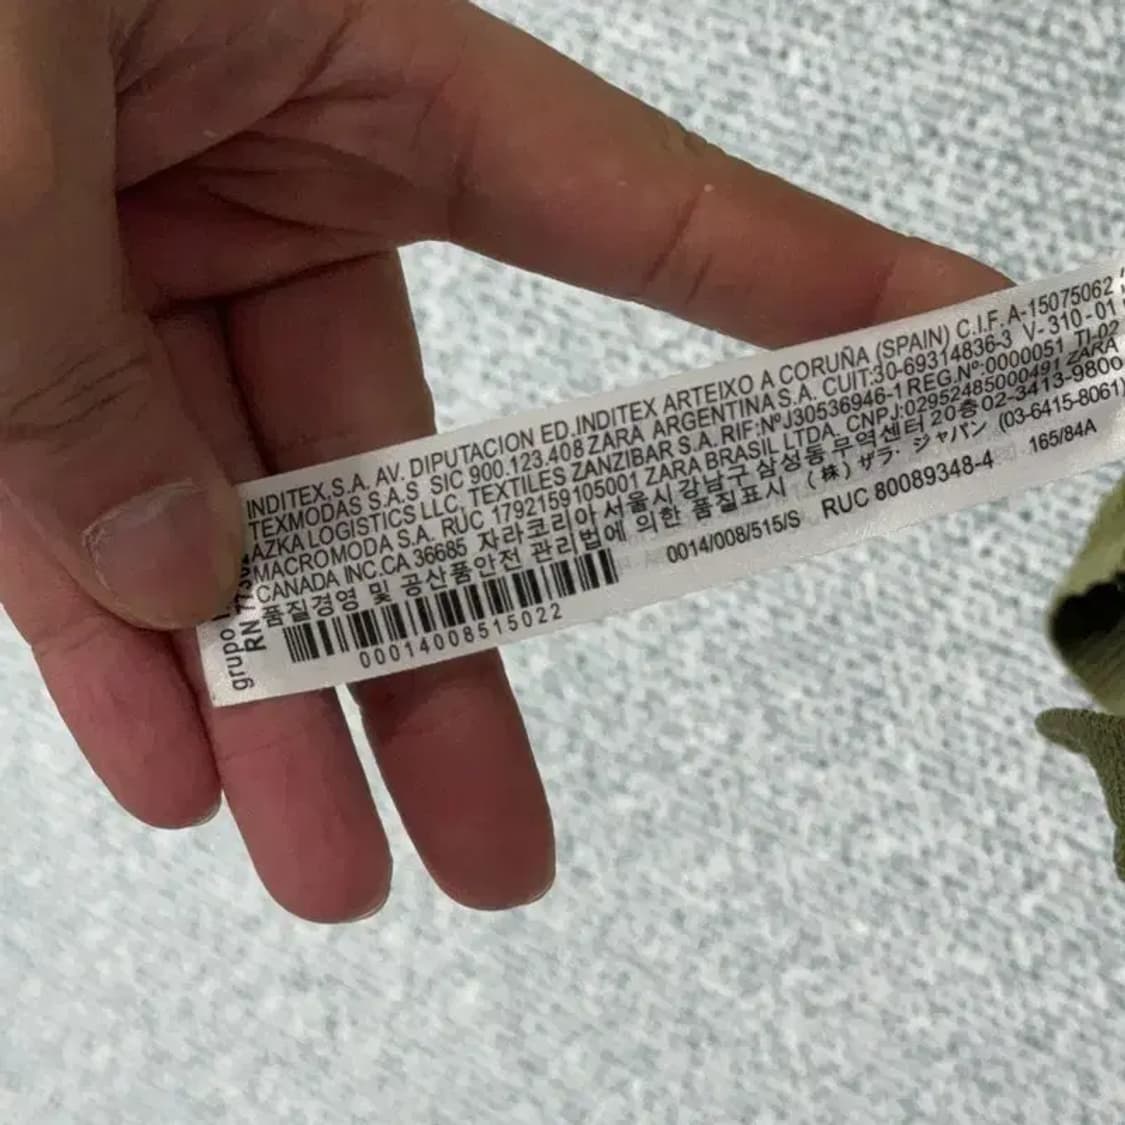 INDITEX,S.A. AV. DIPUTACION ED.INDITEX ARTEIXO A CORUÑA (SPAIN) C.I.F. A-15075062
TEXMODAS S.A.S SIC 900.123.408 ZARA ARGENTINA S.A. CUIT:30-69314836-3 V-310-01
AZKA LOGISTICS LLC, TEXTILES ZANZIBAR S.A. RIF:NºJ30536946-1 REG.Nº:0000051 TI-02
MACROMODA S.A. RUC 1792159105001 ZARA BRASIL LTDA, CNPJ:02952485000491 ZARA
CANADA INC.CA 36685 자라코리아 서울시 강남구 삼성동 무역센터 20층 02-3413-9800
품질경영 및 공산품안전 관리법에 의한 품질표시 (株) ザラ・ジャパン (03-6415-8061)
00014008515022
0014/008/515/S RUC 80089348-4 165/84A
grupo
RN